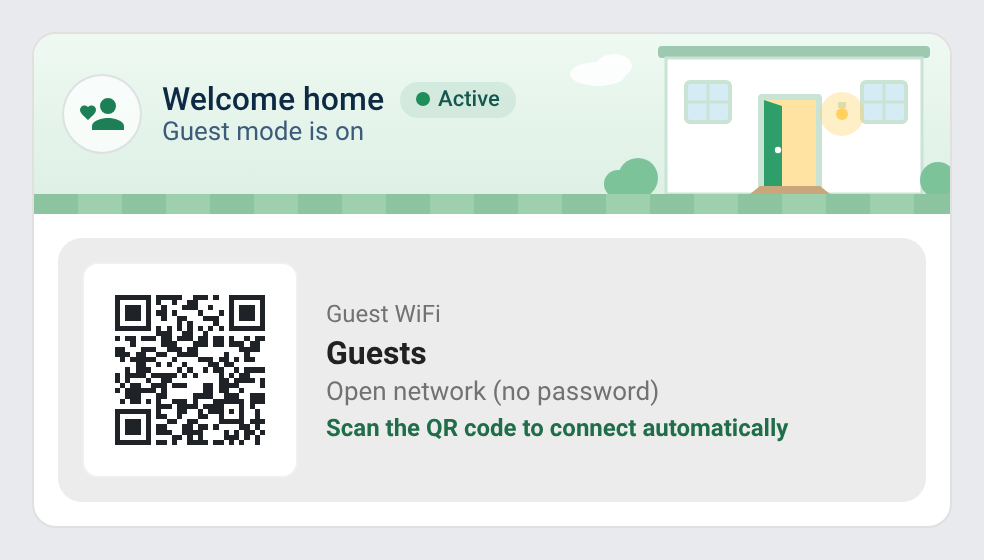 Welcome home
Active
Guest mode is on
Guest WiFi
Guests
Open network (no password)
Scan the QR code to connect automatically